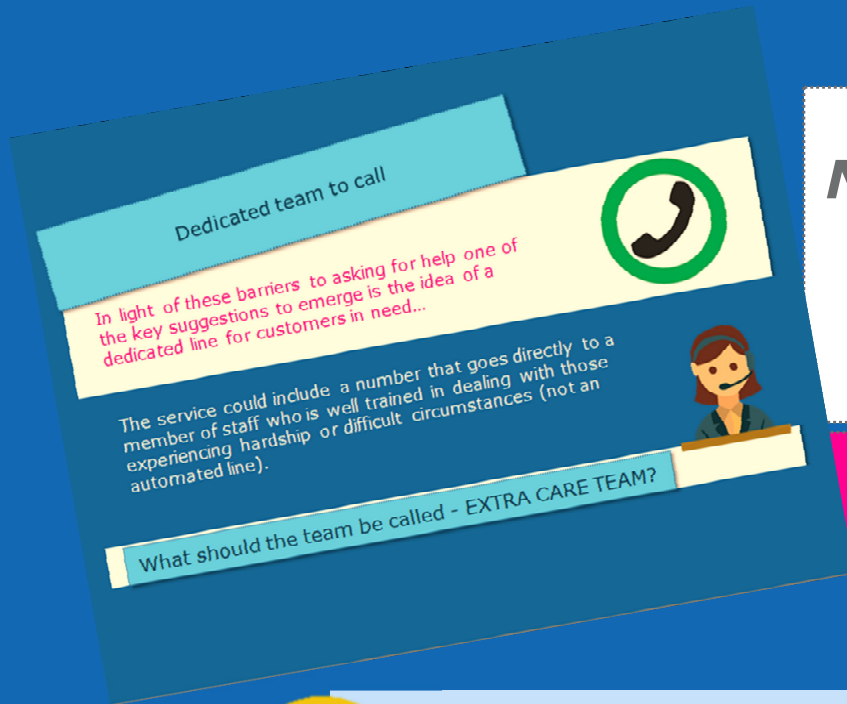 Dedicated team to call
In light of these barriers to asking for help one of
the key suggestions to emerge is the idea of a
dedicated line for customers in need...
The service could include a number that goes directly to a
member of staff who is well trained in dealing with those
experiencing hardship or difficult circumstances (not an
automated line).
What should the team be called - EXTRA CARE TEAM?